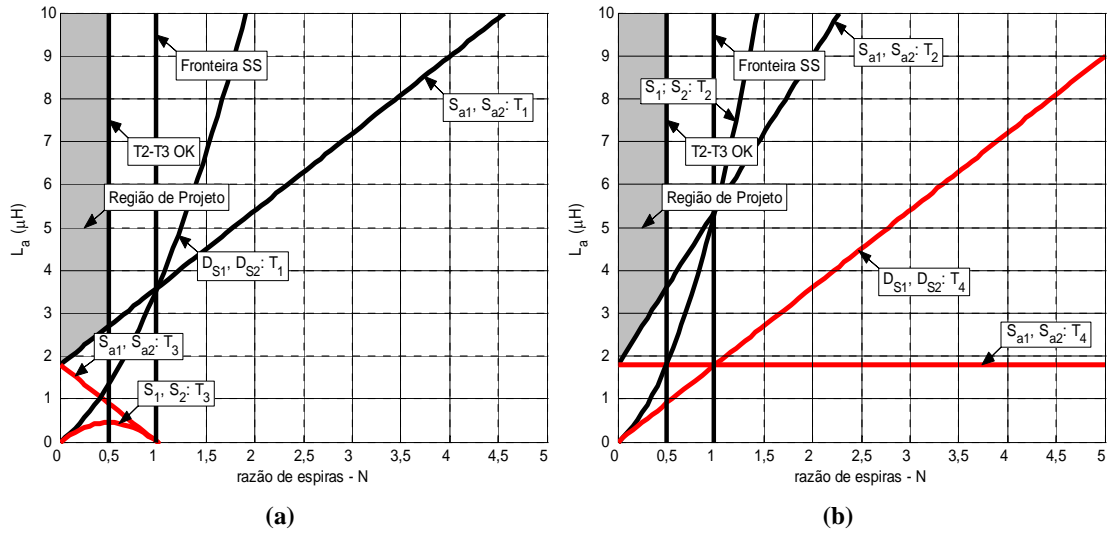 10
9
8
7
6
5
4
3
2
1
0
L_a (μH)
Fronteira SS
S_a1, S_a2: T_1
T2-T3 OK
Região de Projeto
D_S1, D_S2: T_1
S_a1, S_a2: T_3
S_1, S_2: T_3
0 0,5 1 1,5 2 2,5 3 3,5 4 4,5 5
razão de espiras - N
(a)
10
9
8
7
6
5
4
3
2
1
0
L_a (μH)
Fronteira SS
S_a1, S_a2: T_2
S_1; S_2: T_2
T2-T3 OK
Região de Projeto
D_S1, D_S2: T_4
S_a1, S_a2: T_4
0 0,5 1 1,5 2 2,5 3 3,5 4 4,5 5
razão de espiras - N
(b)